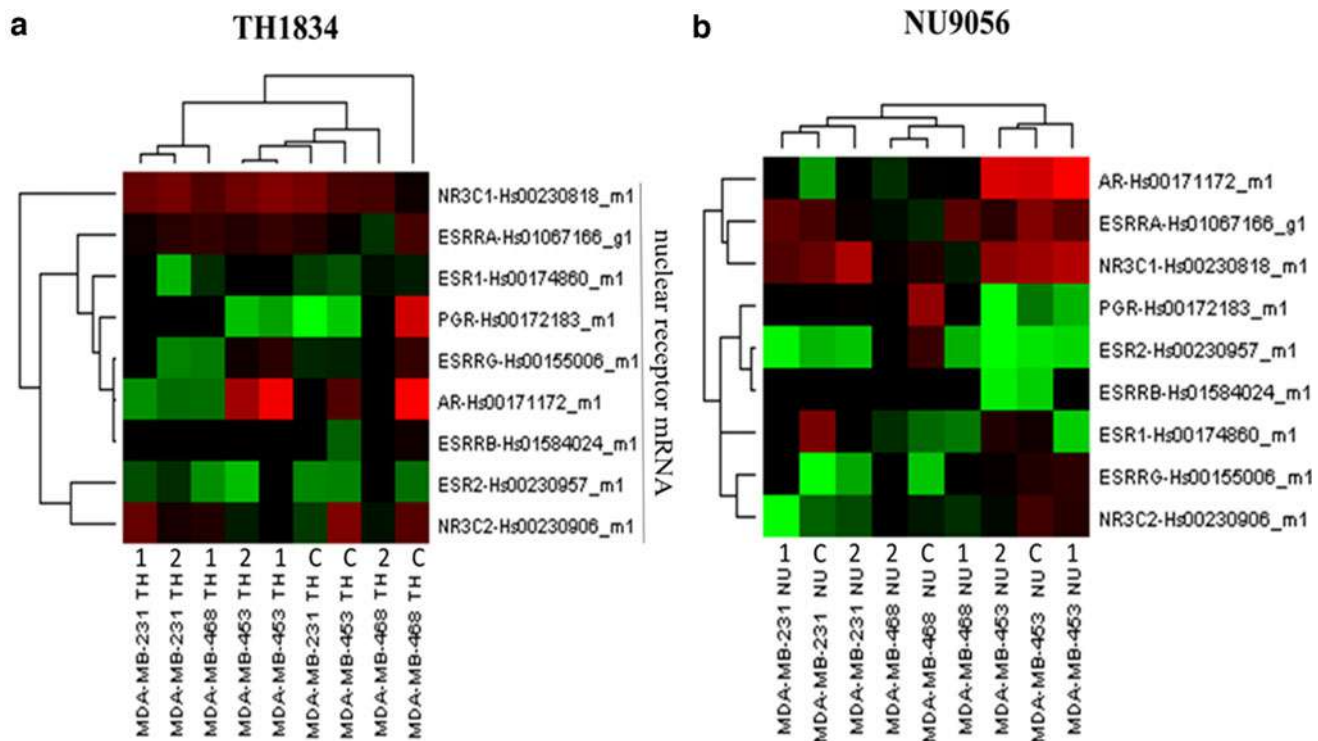 a
TH1834
NR3C1-Hs00230818_m1
ESRRA-Hs01067166_g1
ESR1-Hs00174860_m1
PGR-Hs00172183_m1
ESRRG-Hs00155006_m1
AR-Hs00171172_m1
ESRRB-Hs01584024_m1
ESR2-Hs00230957_m1
NR3C2-Hs00230906_m1
nuclear receptor mRNA
MDA-MB-231 TH 1
MDA-MB-231 TH 2
MDA-MB-468 TH 1
MDA-MB-453 TH 2
MDA-MB-453 TH 1
MDA-MB-231 TH C
MDA-MB-453 TH C
MDA-MB-468 TH 2
MDA-MB-468 TH C
b
NU9056
AR-Hs00171172_m1
ESRRA-Hs01067166_g1
NR3C1-Hs00230818_m1
PGR-Hs00172183_m1
ESR2-Hs00230957_m1
ESRRB-Hs01584024_m1
ESR1-Hs00174860_m1
ESRRG-Hs00155006_m1
NR3C2-Hs00230906_m1
MDA-MB-231 NU 1
MDA-MB-231 NU C
MDA-MB-231 NU 2
MDA-MB-468 NU 2
MDA-MB-468 NU C
MDA-MB-468 NU 1
MDA-MB-453 NU 2
MDA-MB-453 NU C
MDA-MB-453 NU 1